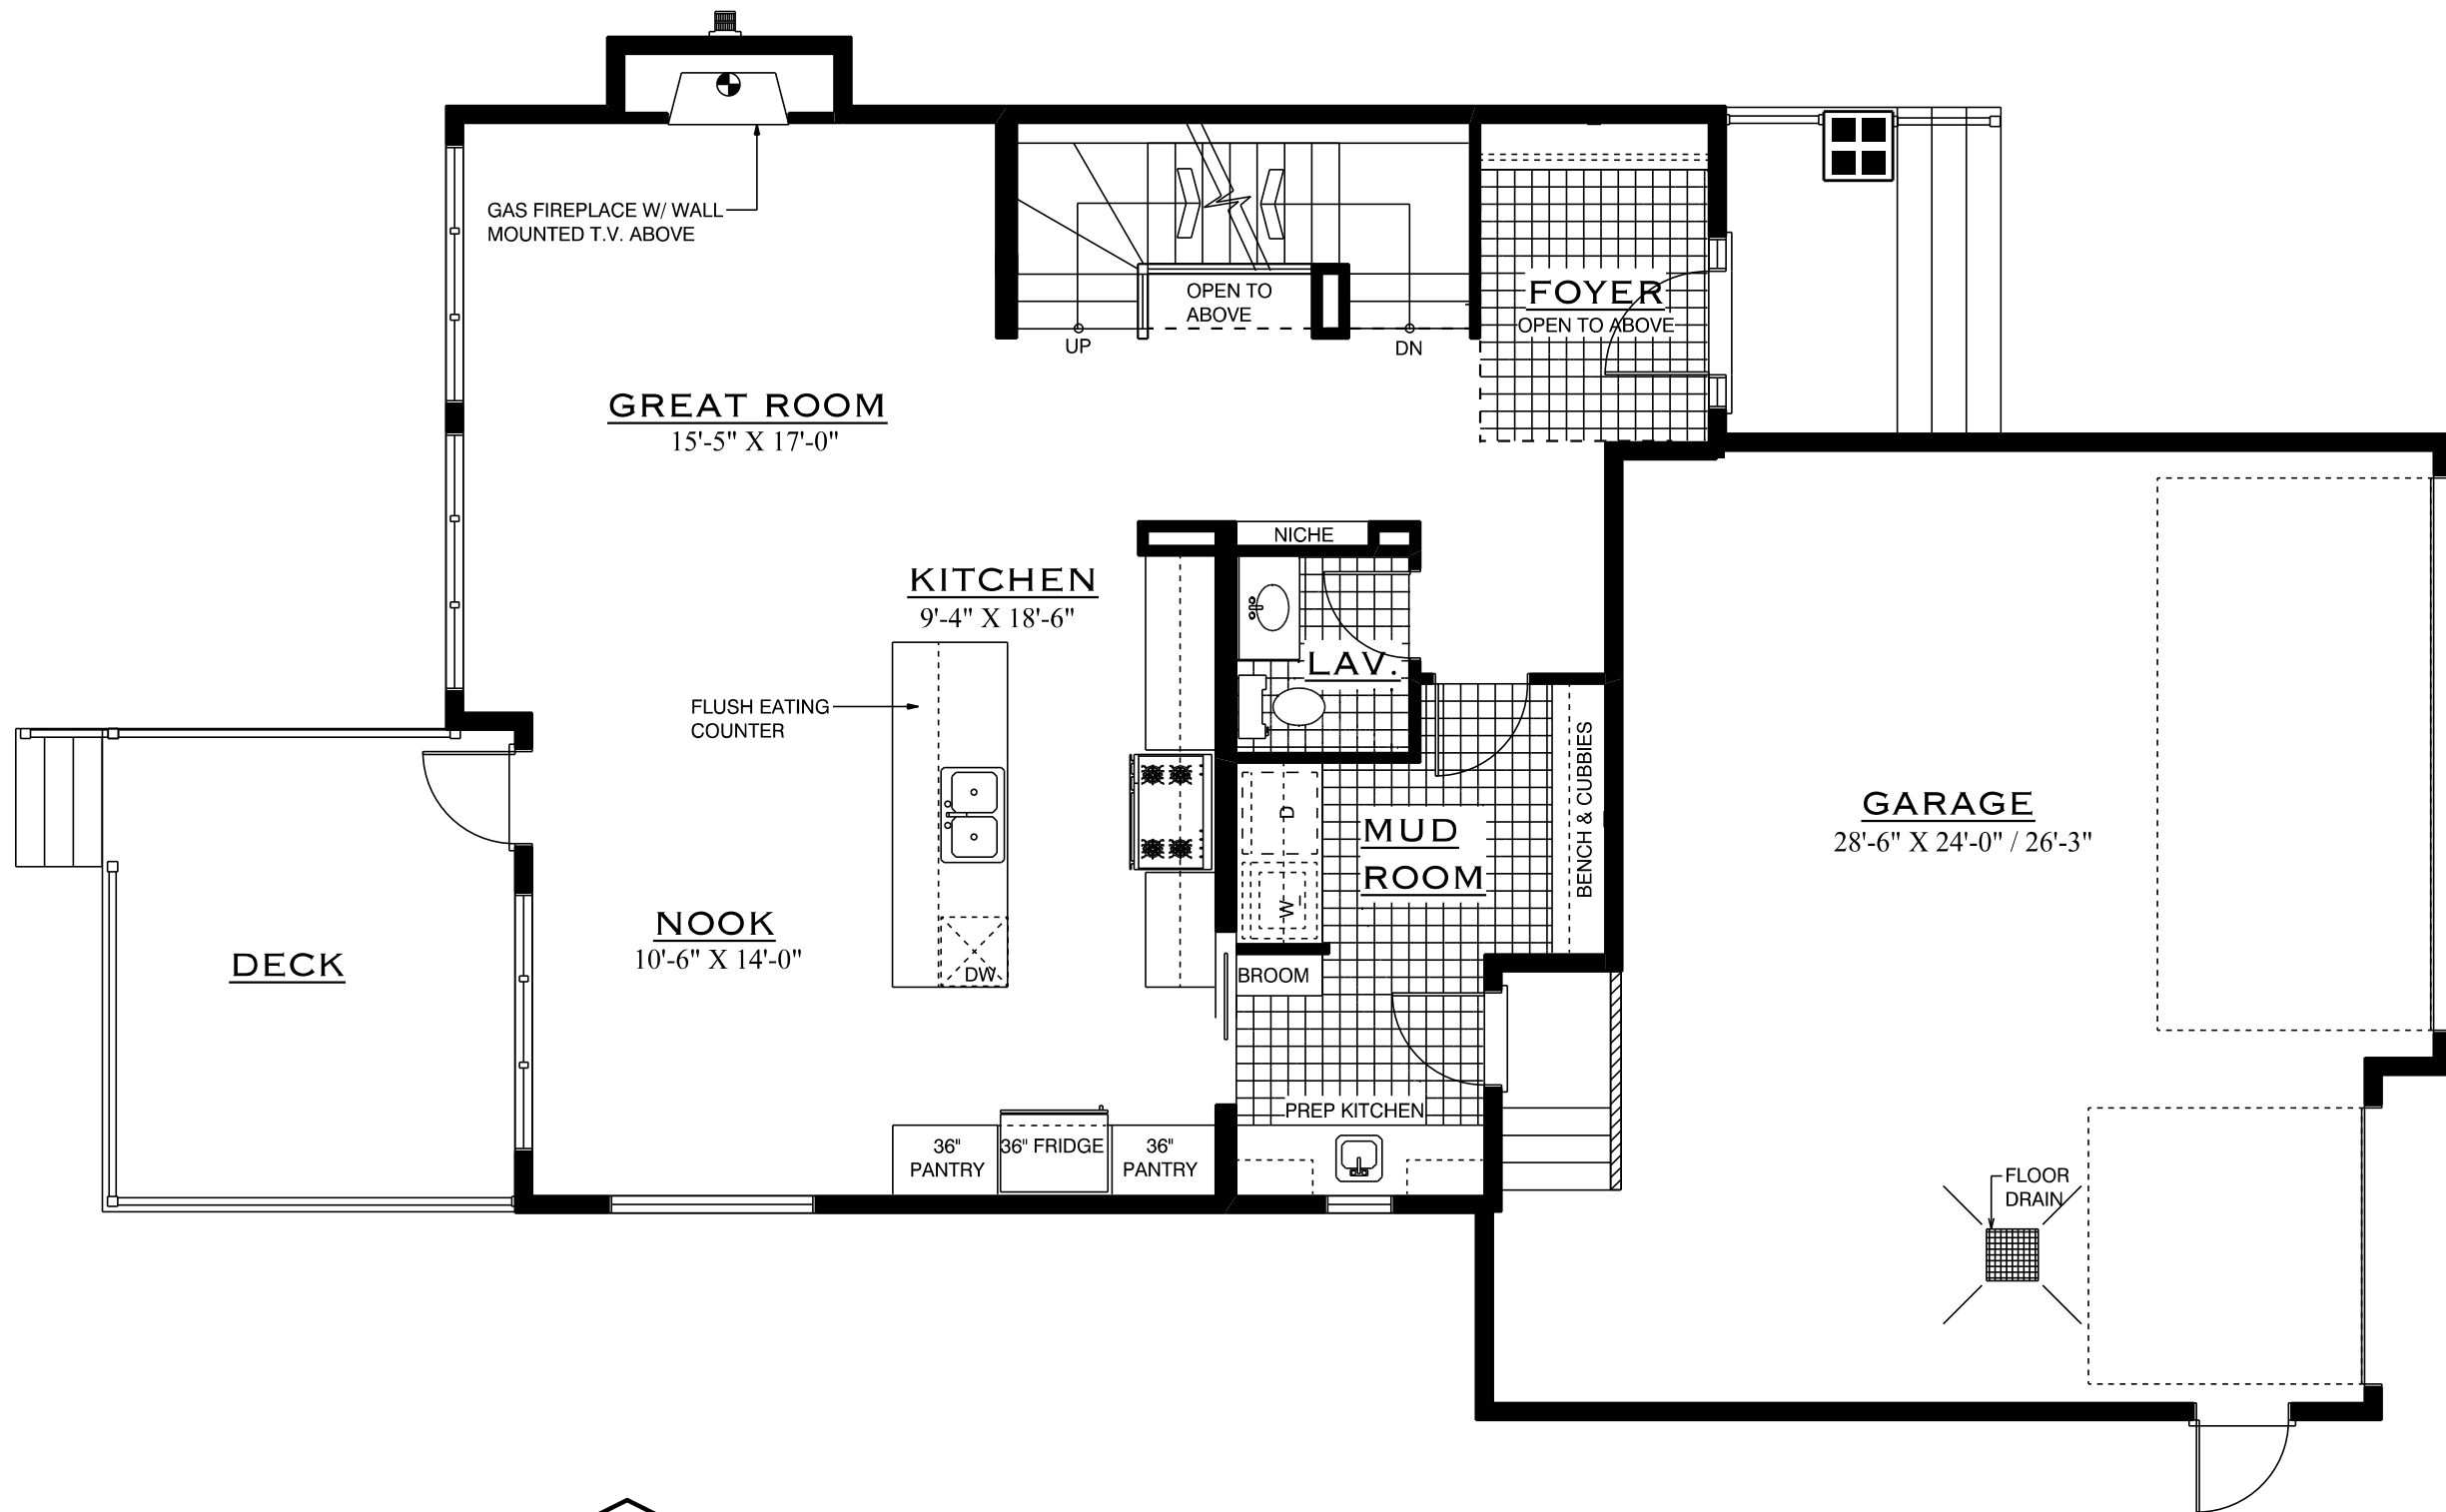 GAS FIREPLACE W/ WALL
MOUNTED T.V. ABOVE
OPEN TO
ABOVE
UP
DN
FOYER
OPEN TO ABOVE
GREAT ROOM
15'-5" X 17'-0"
NICHE
KITCHEN
9'-4" X 18'-6"
LAV.
FLUSH EATING
COUNTER
BENCH & CUBBIES
D
W
MUD
ROOM
GARAGE
28'-6" X 24'-0" / 26'-3"
NOOK
10'-6" X 14'-0"
DECK
DW
BROOM
PREP KITCHEN
36"
PANTRY
36" FRIDGE
36"
PANTRY
FLOOR
DRAIN